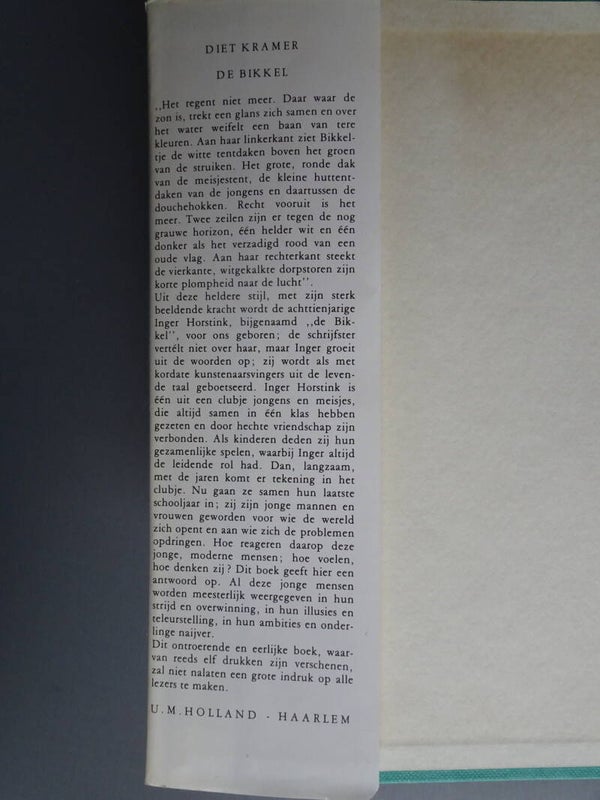 DIET KRAMER
DE BIKKEL
,,Het regent niet meer. Daar waar de
zon is, trekt een glans zich samen en over
het water weifelt een baan van tere
kleuren. Aan haar linkerkant ziet Bikkel-
tje de witte tentdaken boven het groen
van de struiken. Het grote, ronde dak
van de meisjestent, de kleine huttent-
daken van de jongens en daartussen de
douchehokken. Recht vooruit is het
meer. Twee zeilen zijn er tegen de nog
grauwe horizon, één helder wit en één
donker als het verzadigd rood van een
oude vlag. Aan haar rechterkant steekt
de vierkante, witgekalkte dorpstoren zijn
korte plompheid naar de lucht''.
Uit deze heldere stijl, met zijn sterk
beeldende kracht wordt de achttienjarige
Inger Horstink, bijgenaamd ,,de Bik-
kel'', voor ons geboren; de schrijfster
vertélt niet over haar, maar Inger groeit
uit de woorden op; zij wordt als met
kordate kunstenaarsvingers uit de leven-
de taal geboetseerd. Inger Horstink is
één uit een clubje jongens en meisjes,
die altijd samen in één klas hebben
gezeten en door hechte vriendschap zijn
verbonden. Als kinderen deden zij hun
gezamenlijke spelen, waarbij Inger altijd
de leidende rol had. Dan, langzaam,
met de jaren komt er tekening in het
clubje. Nu gaan ze samen hun laatste
schooljaar in; zij zijn jonge mannen en
vrouwen geworden voor wie de wereld
zich opent en aan wie zich de problemen
opdringen. Hoe reageren daarop deze
jonge, moderne mensen; hoe voelen,
hoe denken zij? Dit boek geeft hier een
antwoord op. Al deze jonge mensen
worden meesterlijk weergegeven in hun
strijd en overwinning, in hun illusies en
teleurstelling, in hun ambities en onder-
linge naijver.
Dit ontroerende en eerlijke boek, waar-
van reeds elf drukken zijn verschenen,
zal niet nalaten een grote indruk op alle
lezers te maken.
U.M.HOLLAND - HAARLEM